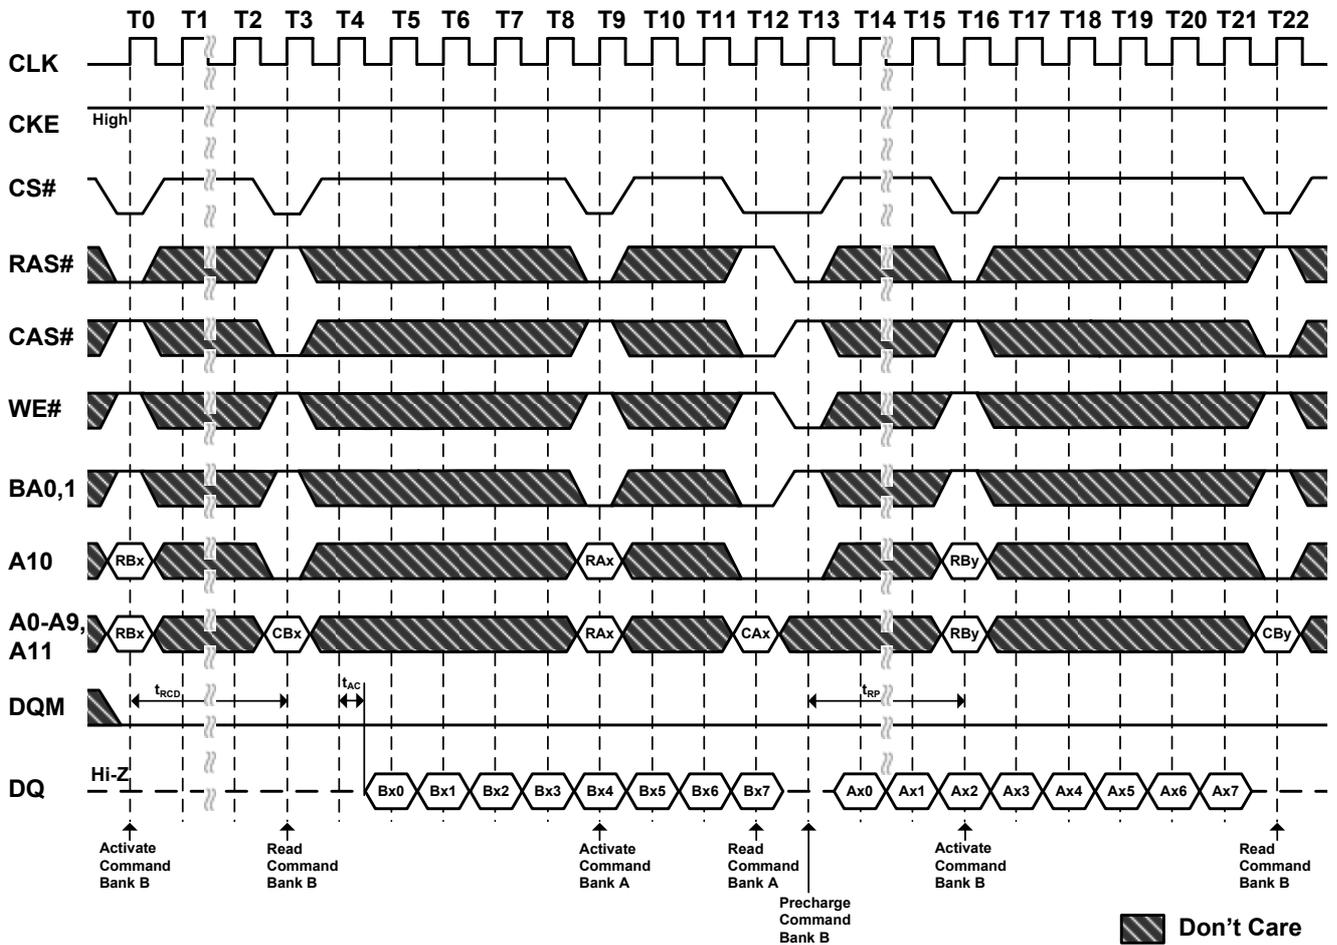 T0 T1 T2 T3 T4 T5 T6 T7 T8 T9 T10 T11 T12 T13 T14 T15 T16 T17 T18 T19 T20 T21 T22
CLK
CKE
High
CS#
RAS#
CAS#
WE#
BA0,1
A10
RBx RAx RBy
A0-A9,
A11
RBx CBx RAx CAx RBy CBy
DQM
tRCD tAC tRP
DQ
Hi-Z
Bx0 Bx1 Bx2 Bx3 Bx4 Bx5 Bx6 Bx7 Ax0 Ax1 Ax2 Ax3 Ax4 Ax5 Ax6 Ax7
Activate
Command
Bank B
Read
Command
Bank B
Activate
Command
Bank A
Read
Command
Bank A
Precharge
Command
Bank B
Activate
Command
Bank B
Read
Command
Bank B
Don't Care